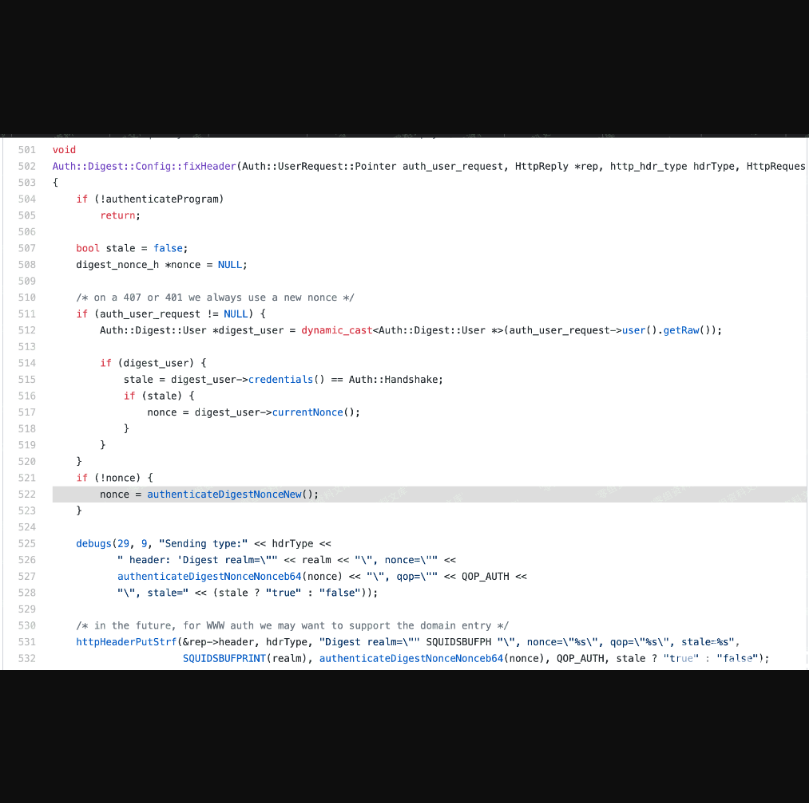 501 void
502 Auth::Digest::Config::fixHeader(Auth::UserRequest::Pointer auth_user_request, HttpReply *rep, http_hdr_type hdrType, HttpReques
503 {
504 if (!authenticateProgram)
505 return;
506
507 bool stale = false;
508 digest_nonce_h *nonce = NULL;
509
510 /* on a 407 or 401 we always use a new nonce */
511 if (auth_user_request != NULL) {
512 Auth::Digest::User *digest_user = dynamic_cast<Auth::Digest::User *>(auth_user_request->user().getRaw());
513
514 if (digest_user) {
515 stale = digest_user->credentials() == Auth::Handshake;
516 if (stale) {
517 nonce = digest_user->currentNonce();
518 }
519 }
520 }
521 if (!nonce) {
522 nonce = authenticateDigestNonceNew();
523 }
524
525 debugs(29, 9, "Sending type:" << hdrType <<
526 " header: 'Digest realm=\"" << realm << "\", nonce=\"" <<
527 authenticateDigestNonceNonceb64(nonce) << "\", qop=\"" << QOP_AUTH <<
528 "\", stale=" << (stale ? "true" : "false"));
529
530 /* in the future, for WWW auth we may want to support the domain entry */
531 httpHeaderPutStrf(&rep->header, hdrType, "Digest realm=\"" SQUIDSBUFPH "\", nonce=\"%s\", qop=\"%s\", stale=%s",
532 SQUIDSBUFPRINT(realm), authenticateDigestNonceNonceb64(nonce), QOP_AUTH, stale ? "true" : "false");